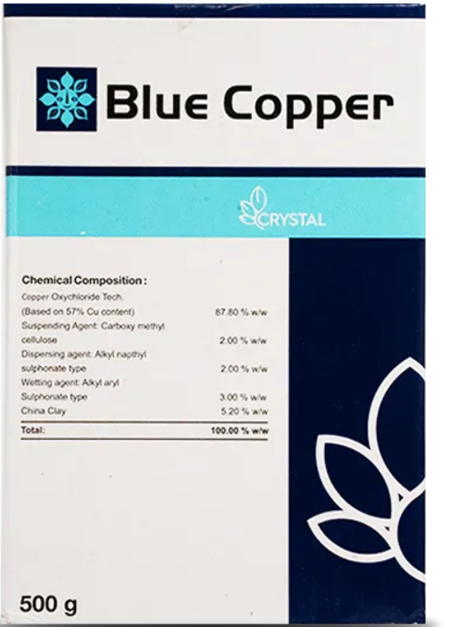 Blue Copper
CRYSTAL
Chemical Composition :
Copper Oxychloride Tech.
(Based on 57% Cu content) 87.80 % w/w
Suspending Agent: Carboxy methyl
cellulose 2.00 % w/w
Dispersing agent: Alkyl napthyl
sulphonate type 2.00 % w/w
Wetting agent: Alkyl aryl
Sulphonate type 3.00 % w/w
China Clay 5.20 % w/w
Total: 100.00 % w/w
500 g